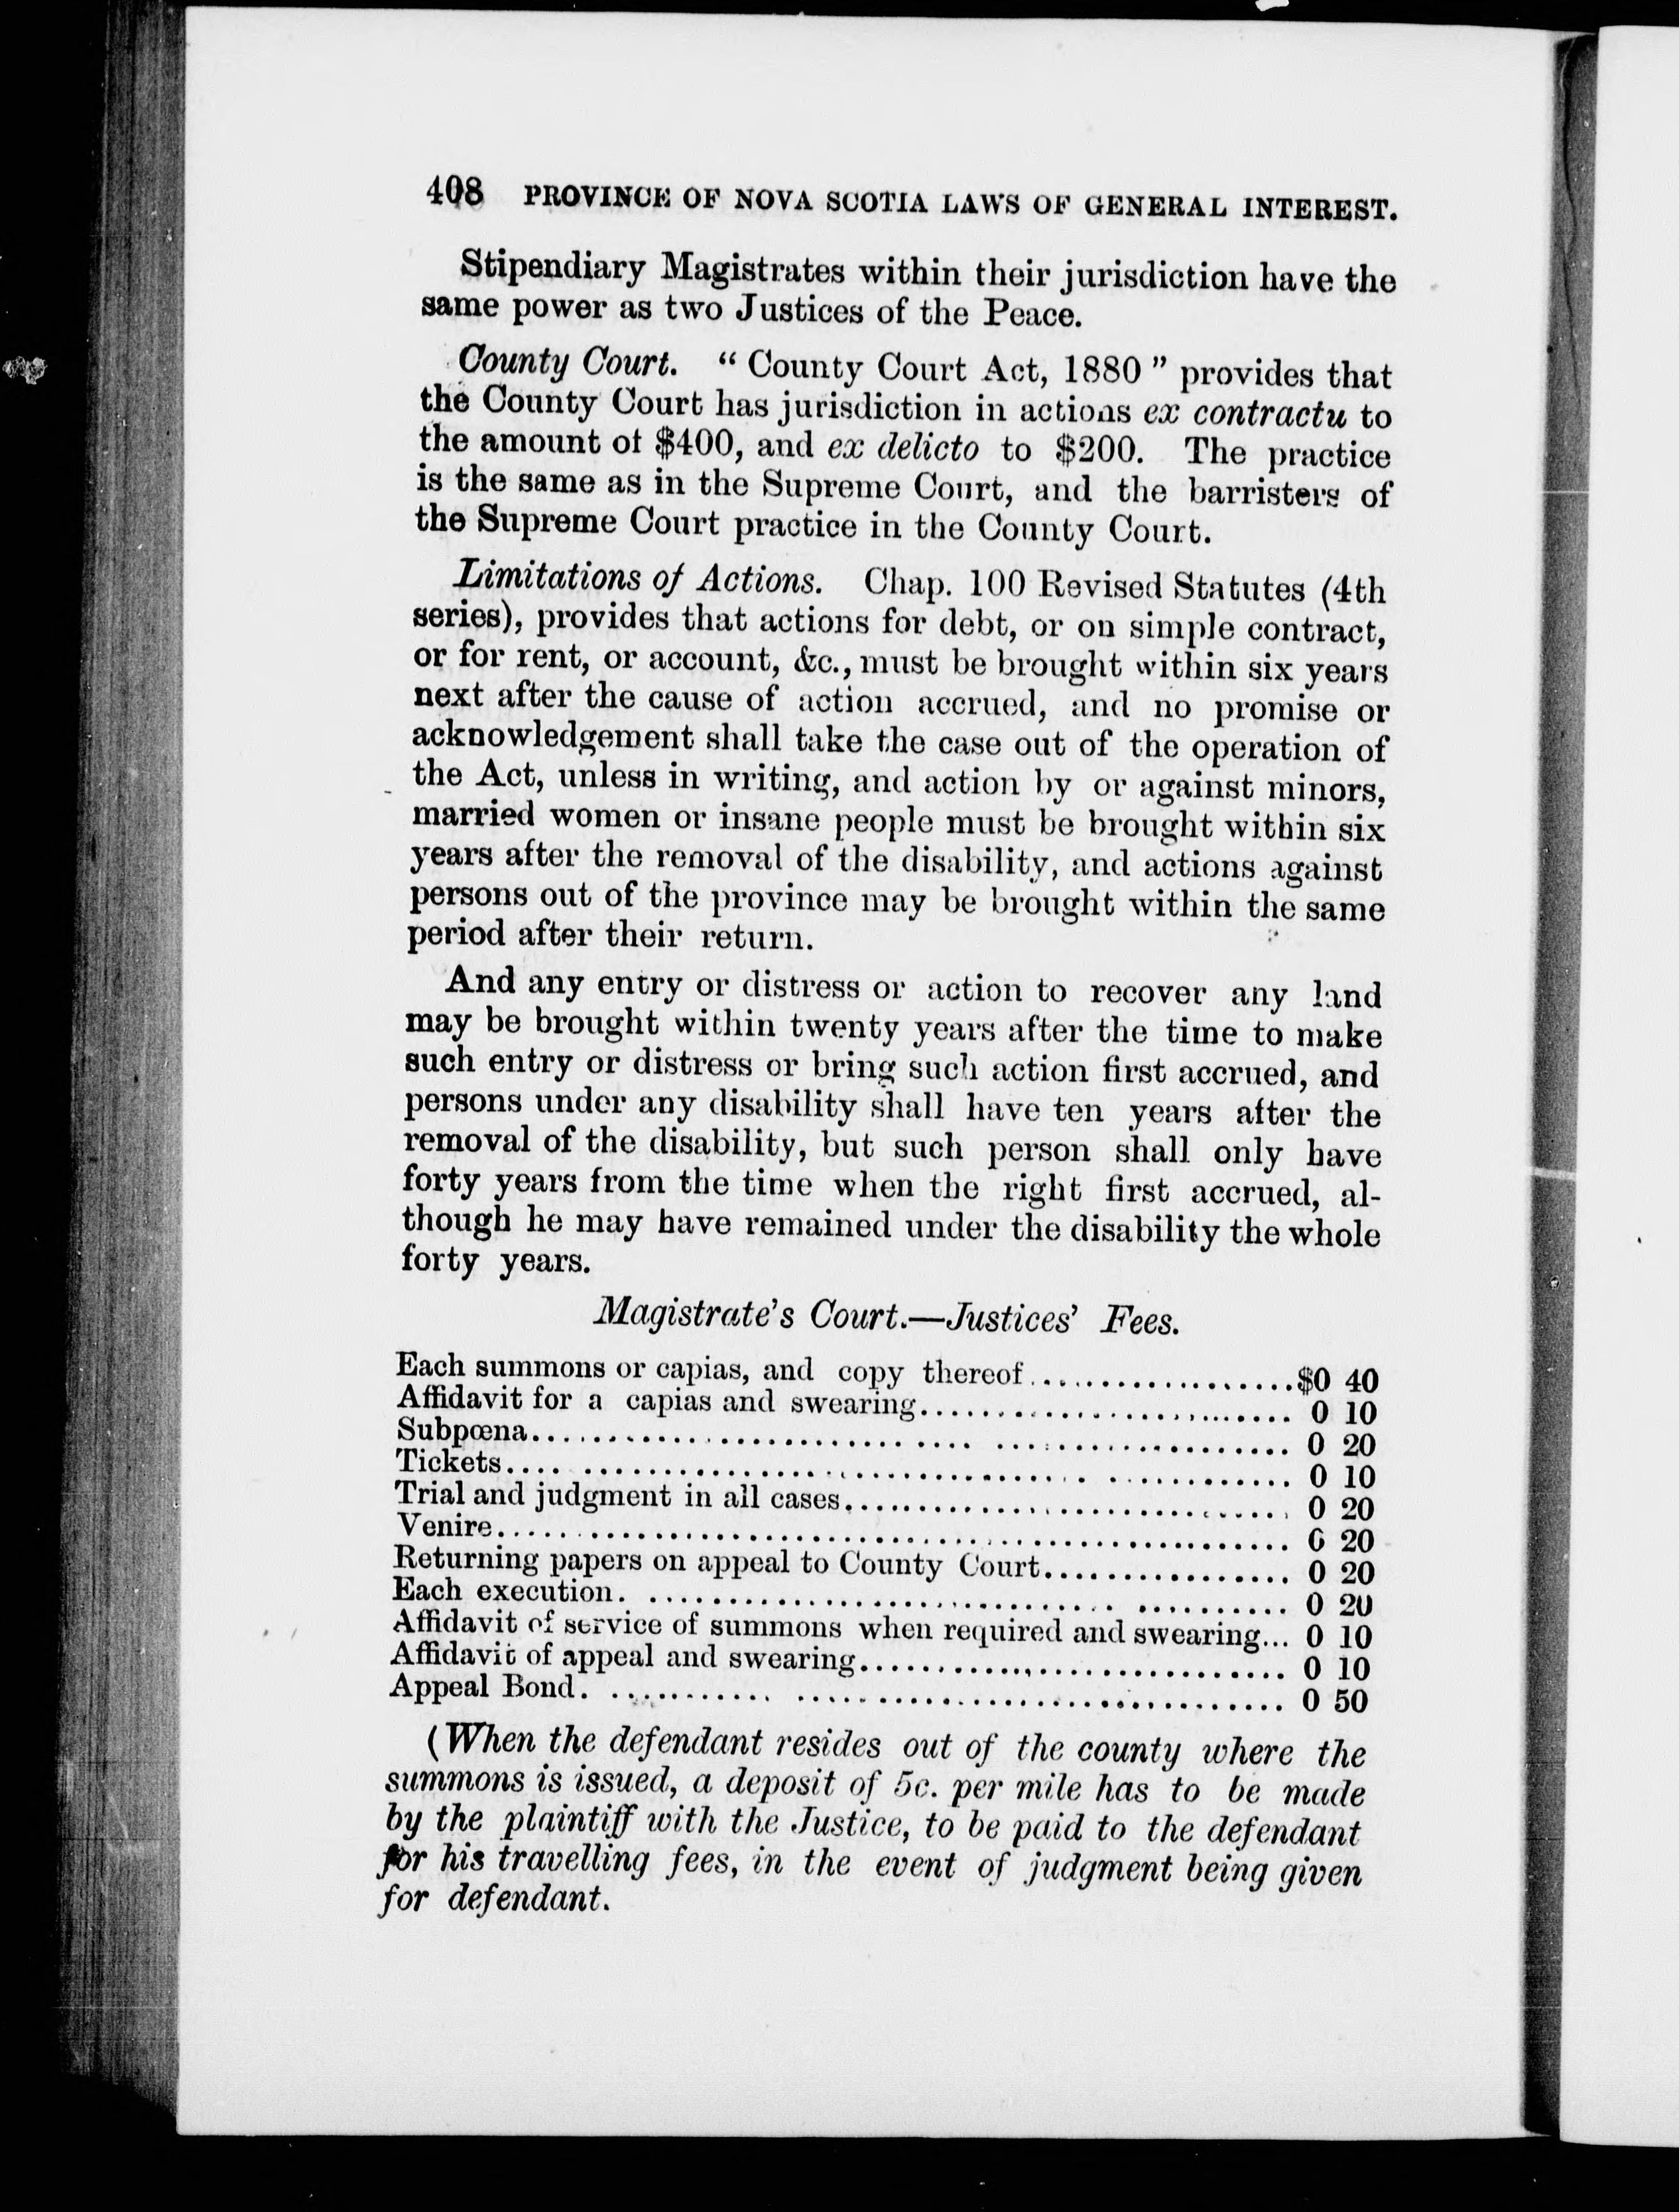 408 PROVINCE OF NOVA SCOTIA LAWS OF GENERAL INTEREST.
Stipendiary Magistrates within their jurisdiction have the
same power as two Justices of the Peace.
County Court. “ County Court Act, 1880 ” provides that
the County Court has jurisdiction in actions ex contractu to
the amount of $400, and ex delicto to $200. The practice
is the same as in the Supreme Court, and the barristers of
the Supreme Court practice in the County Court.
Limitations of Actions. Chap. 100 Revised Statutes (4th
series), provides that actions for debt, or on simple contract,
or for rent, or account, &c., must be brought within six years
next after the cause of action accrued, and no promise or
acknowledgement shall take the case out of the operation of
the Act, unless in writing, and action by or against minors,
married women or insane people must be brought within six
years after the removal of the disability, and actions against
persons out of the province may be brought within the same
period after their return.
And any entry or distress or action to recover any land
may be brought within twenty years after the time to make
such entry or distress or bring such action first accrued, and
persons under any disability shall have ten years after the
removal of the disability, but such person shall only have
forty years from the time when the right first accrued, al-
though he may have remained under the disability the whole
forty years.
Magistrate's Court.—Justices' Fees.
Each summons or capias, and copy thereof..................$0 40
Affidavit for a capias and swearing.......................... 0 10
Subpœna.................................................... 0 20
Tickets...................................................... 0 10
Trial and judgment in all cases............................... 0 20
Venire...................................................... 0 20
Returning papers on appeal to County Court................. 0 20
Each execution. ............................................ 0 20
Affidavit of service of summons when required and swearing... 0 10
Affidavit of appeal and swearing.............................. 0 10
Appeal Bond. ............................................... 0 50
(When the defendant resides out of the county where the
summons is issued, a deposit of 5c. per mile has to be made
by the plaintiff with the Justice, to be paid to the defendant
for his travelling fees, in the event of judgment being given
for defendant.